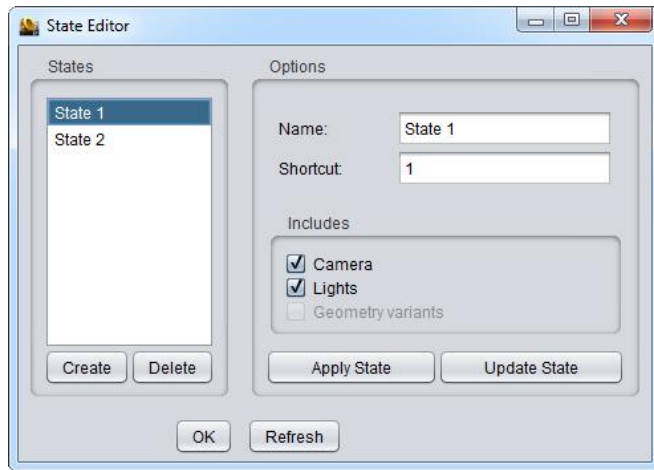 State Editor
States
State 1
State 2
Create
Delete
Options
Name:
State 1
Shortcut:
1
Includes
Camera
Lights
Geometry variants
Apply State
Update State
OK
Refresh